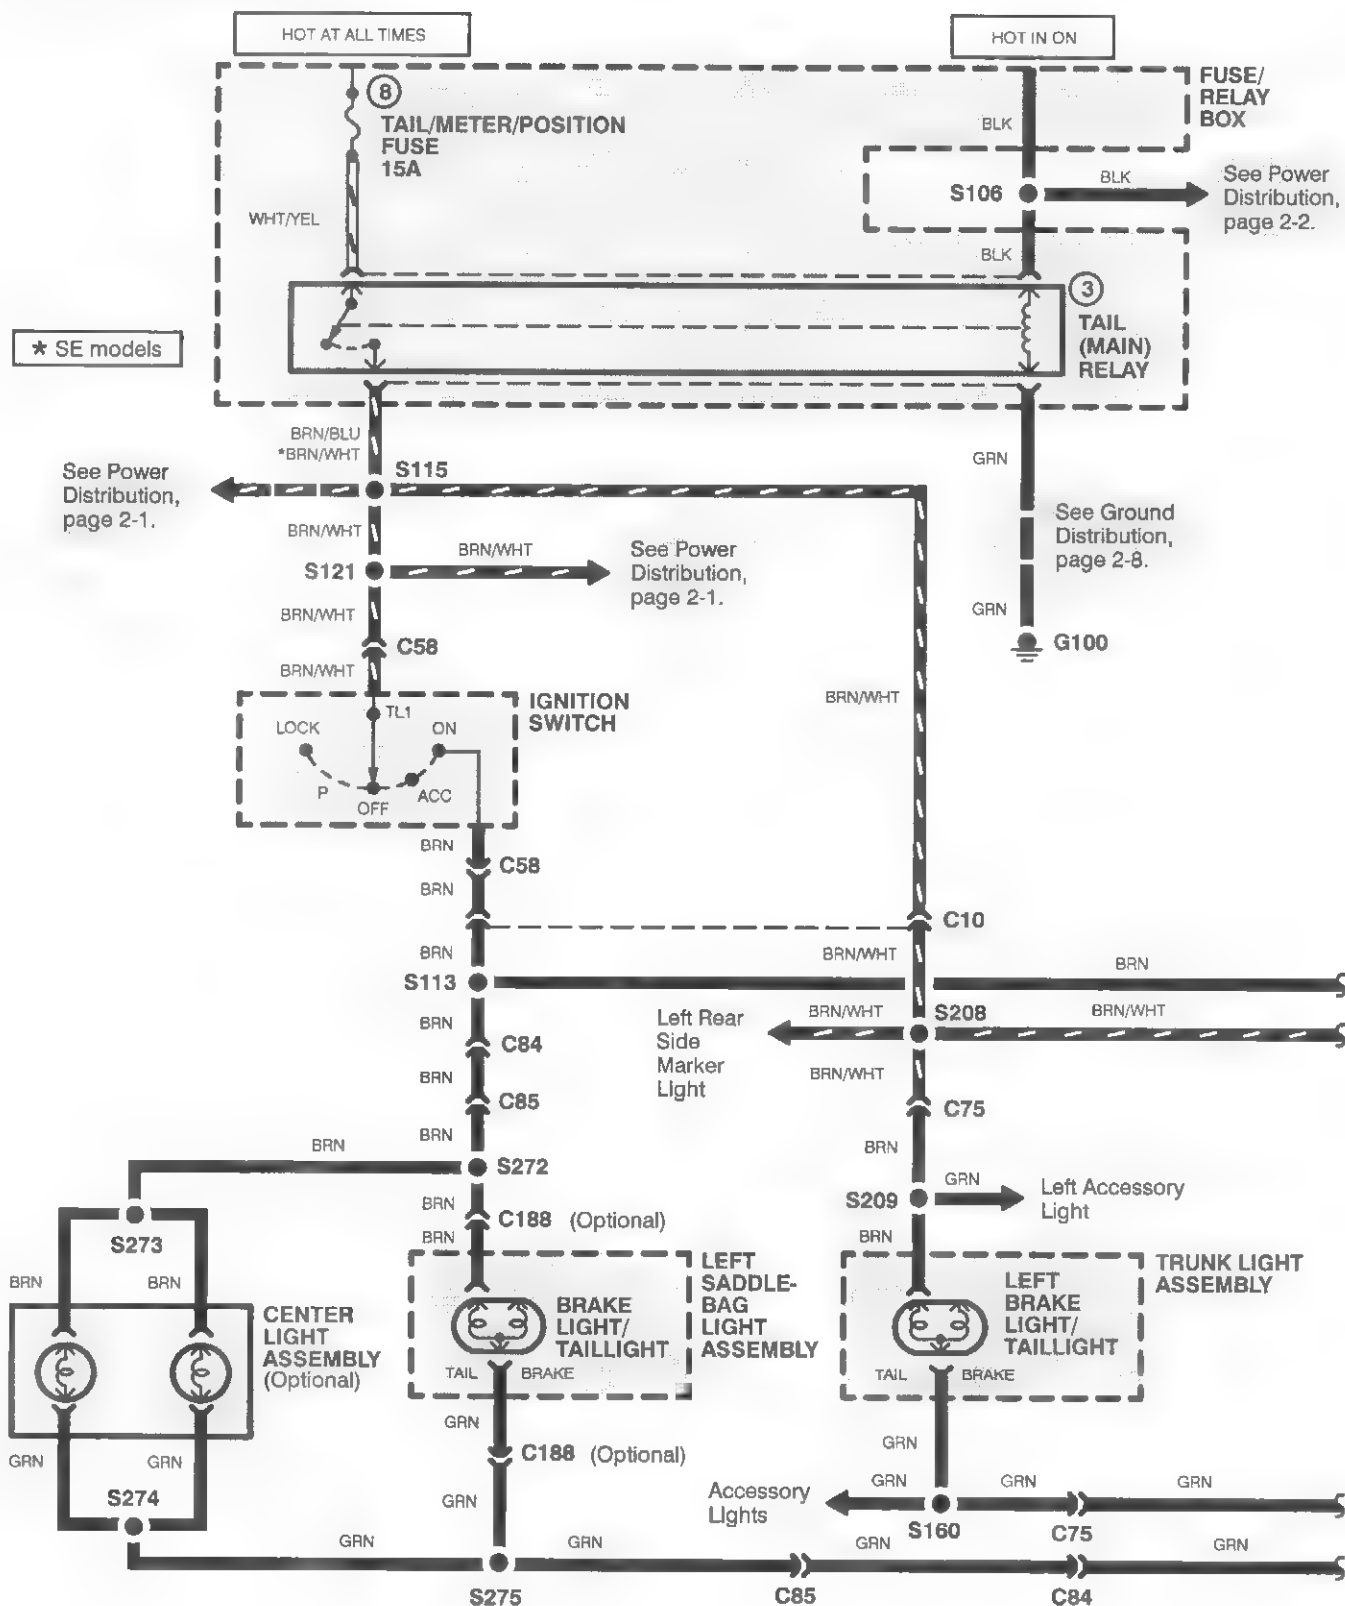 HOT AT ALL TIMES
HOT IN ON
8
TAIL/METER/POSITION
FUSE
15A
WHT/YEL
BLK
FUSE/
RELAY
BOX
S106
BLK
See Power
Distribution,
page 2-2.
BLK
3
TAIL
(MAIN)
RELAY
* SE models
BRN/BLU
*BRN/WHT
See Power
Distribution,
page 2-1.
S115
GRN
BRN/WHT
S121
BRN/WHT
See Power
Distribution,
page 2-1.
See Ground
Distribution,
page 2-8.
BRN/WHT
GRN
G100
C58
BRN/WHT
BRN/WHT
IGNITION
SWITCH
TL1
LOCK
ON
P
OFF
ACC
BRN
C58
BRN
C10
BRN
BRN/WHT
BRN
S113
BRN
Left Rear
Side
Marker
Light
BRN/WHT
S208
BRN/WHT
C84
BRN
BRN/WHT
C85
C75
BRN
BRN
BRN
S272
BRN
GRN
S209
Left Accessory
Light
BRN
C188 (Optional)
BRN
BRN
S273
BRN
BRN
CENTER
LIGHT
ASSEMBLY
(Optional)
BRAKE
LIGHT/
TAILLIGHT
LEFT
SADDLE-
BAG
LIGHT
ASSEMBLY
LEFT
BRAKE
LIGHT/
TAILLIGHT
TRUNK LIGHT
ASSEMBLY
TAIL
BRAKE
TAIL
BRAKE
GRN
GRN
GRN
C188 (Optional)
GRN
S274
GRN
Accessory
Lights
GRN
GRN
GRN
S160
C75
GRN
GRN
GRN
GRN
S275
C85
C84